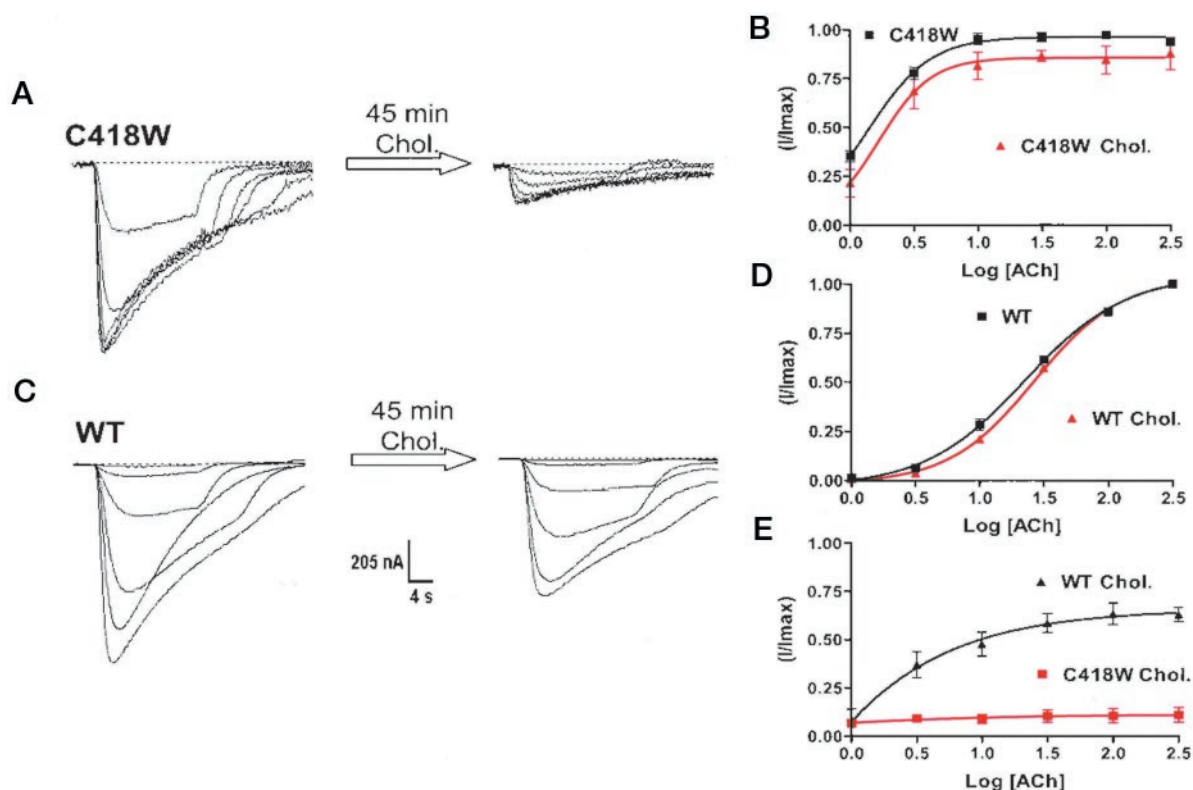 A
C418W
45 min
Chol.
B
1.00
0.75
0.50
0.25
0.00
(I/Imax)
C418W
C418W Chol.
0.0 0.5 1.0 1.5 2.0 2.5
Log [ACh]
C
WT
45 min
Chol.
205 nA
4 s
D
1.00
0.75
0.50
0.25
0.00
(I/Imax)
WT
WT Chol.
0.0 0.5 1.0 1.5 2.0 2.5
Log [ACh]
E
1.00
0.75
0.50
0.25
0.00
(I/Imax)
WT Chol.
C418W Chol.
0.0 0.5 1.0 1.5 2.0 2.5
Log [ACh]